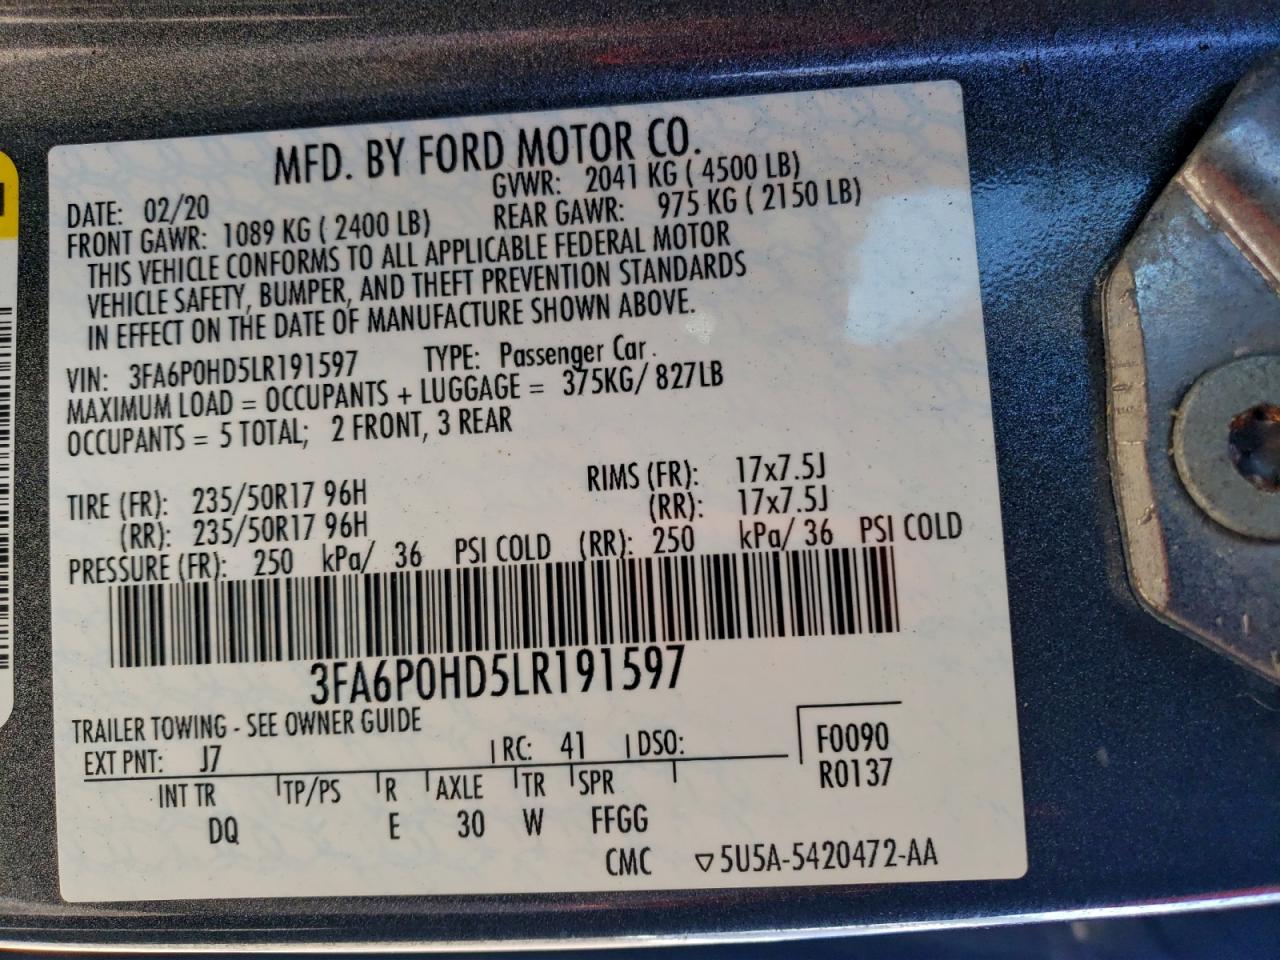 MFD. BY FORD MOTOR CO.
DATE: 02/20 GVWR: 2041 KG ( 4500 LB)
FRONT GAWR: 1089 KG ( 2400 LB) REAR GAWR: 975 KG ( 2150 LB)
THIS VEHICLE CONFORMS TO ALL APPLICABLE FEDERAL MOTOR
VEHICLE SAFETY, BUMPER, AND THEFT PREVENTION STANDARDS
IN EFFECT ON THE DATE OF MANUFACTURE SHOWN ABOVE.
VIN: 3FA6P0HD5LR191597 TYPE: Passenger Car.
MAXIMUM LOAD = OCCUPANTS + LUGGAGE = 375KG/ 827LB
OCCUPANTS = 5 TOTAL; 2 FRONT, 3 REAR
TIRE (FR): 235/50R17 96H RIMS (FR): 17x7.5J
(RR): 235/50R17 96H (RR): 17x7.5J
PRESSURE (FR): 250 kPa/ 36 PSI COLD (RR): 250 kPa/ 36 PSI COLD
3FA6P0HD5LR191597
TRAILER TOWING - SEE OWNER GUIDE
EXT PNT: J7 RC: 41 DSO: F0090
INT TR TP/PS R AXLE TR SPR R0137
DQ E 30 W FFGG
CMC ▽5U5A-5420472-AA